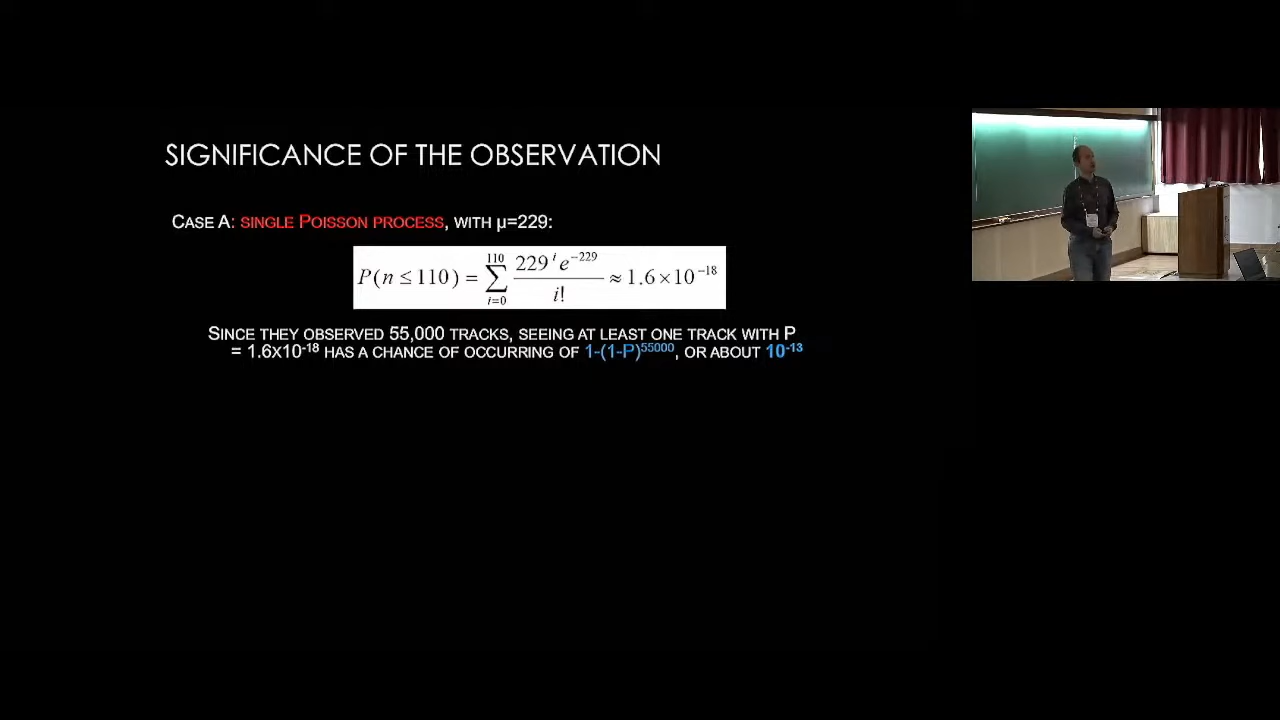 SIGNIFICANCE OF THE OBSERVATION
CASE A: SINGLE POISSON PROCESS, WITH µ=229:
P(n ≤ 110) = ∑_{i=0}^{110} \frac{229^i e^{-229}}{i!} ≈ 1.6 × 10^{-18}
SINCE THEY OBSERVED 55,000 TRACKS, SEEING AT LEAST ONE TRACK WITH P
= 1.6x10^{-18} HAS A CHANCE OF OCCURRING OF 1-(1-P)^{55000}, OR ABOUT 10^{-13}